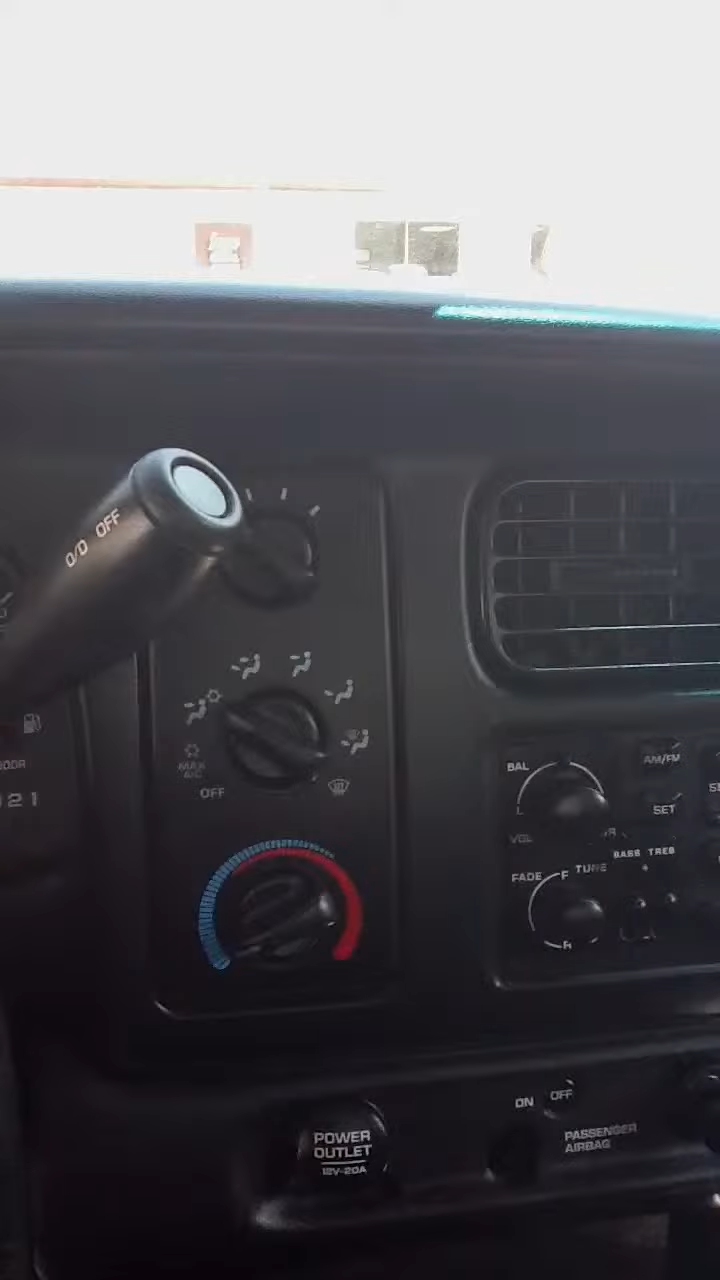 O/D OFF
MAX
A/C
OFF
BAL
AM/FM
L
SET
VOL
R
BASS TREB
FADE
F
TUNE
R
ON
OFF
POWER
OUTLET
12V-20A
PASSENGER
AIRBAG